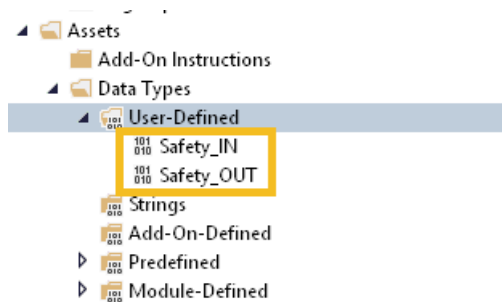 Assets
Add-On Instructions
Data Types
User-Defined
Safety_IN
Safety_OUT
Strings
Add-On-Defined
Predefined
Module-Defined